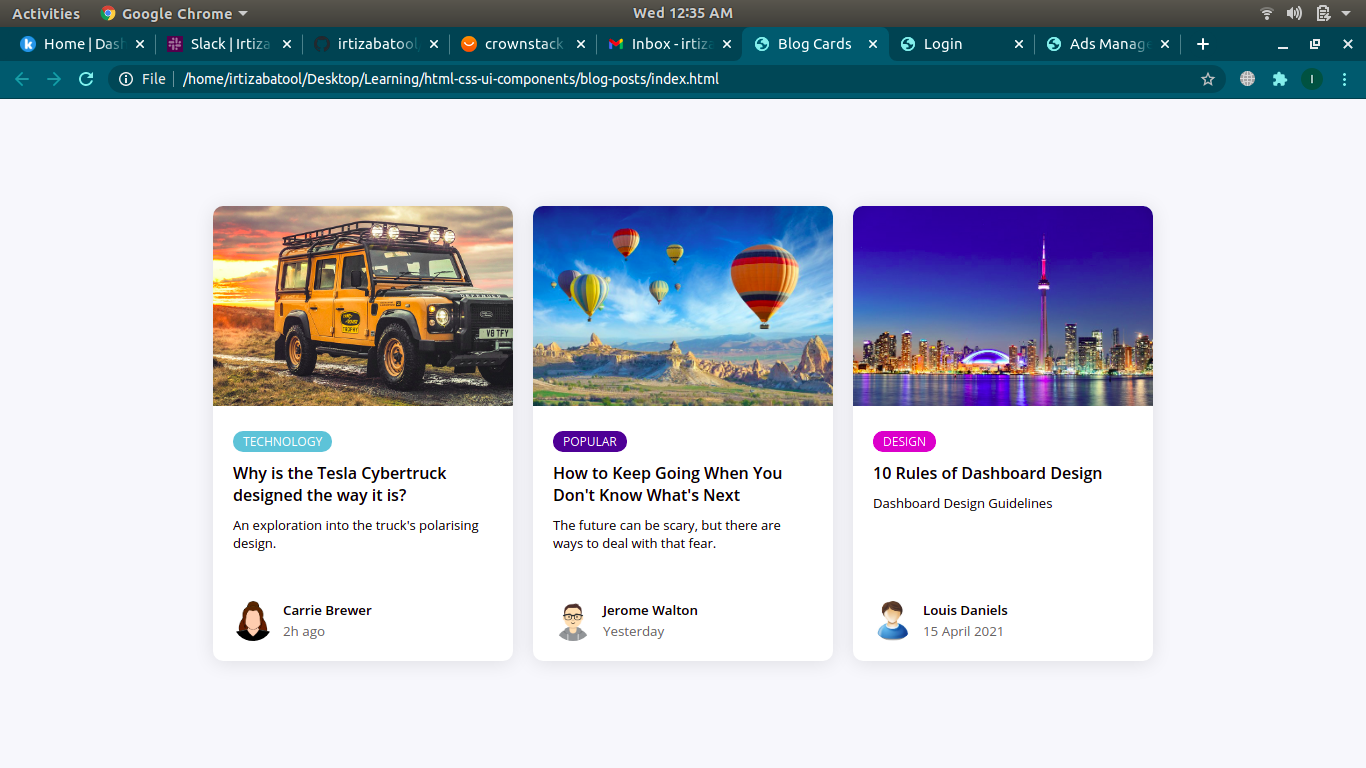 Activities
Google Chrome
Wed 12:35 AM
Home | Das
Slack | Irtiza
irtizabatool
crownstack
Inbox - irtiz
Blog Cards
Login
Ads Manage
File
/home/irtizabatool/Desktop/Learning/html-css-ui-components/blog-posts/index.html
I
V8 TFY
TECHNOLOGY
Why is the Tesla Cybertruck
designed the way it is?
An exploration into the truck's polarising
design.
Carrie Brewer
2h ago
POPULAR
How to Keep Going When You
Don't Know What's Next
The future can be scary, but there are
ways to deal with that fear.
Jerome Walton
Yesterday
DESIGN
10 Rules of Dashboard Design
Dashboard Design Guidelines
Louis Daniels
15 April 2021